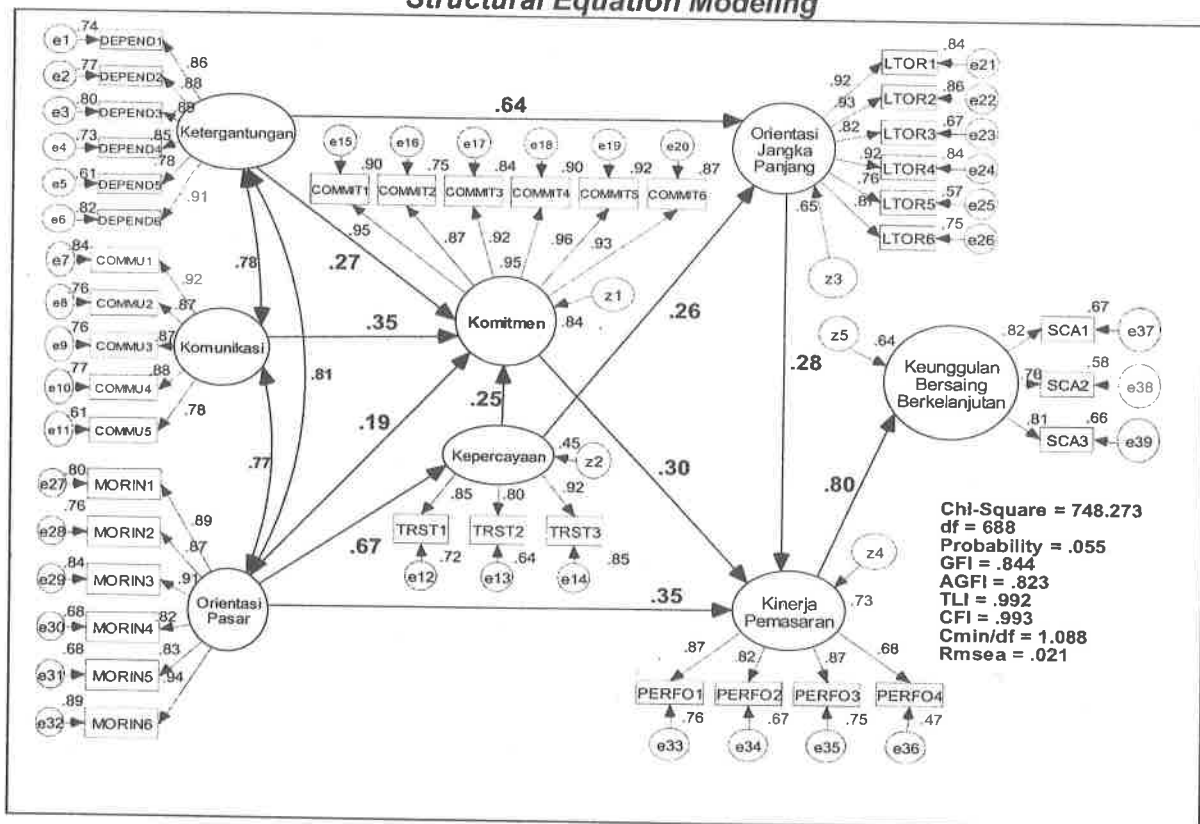 Structural Equation Modeling
e1 .74 DEPEND1 .86
e2 .77 DEPEND2 .88
e3 .80 DEPEND3 .89
e4 .73 DEPEND4 .85
e5 .61 DEPEND5 .78
e6 .82 DEPEND6 .91
Ketergantungan
e7 .84 COMMU1 .92
e8 .76 COMMU2 .87
e9 .76 COMMU3 .87
e10 .77 COMMU4 .88
e11 .61 COMMU5 .78
Komunikasi
e27 .80 MORIN1 .89
e28 .76 MORIN2 .87
e29 .84 MORIN3 .91
e30 .68 MORIN4 .82
e31 .68 MORIN5 .83
e32 .89 MORIN6 .94
Orientasi
Pasar
.78
.81
.77
.64
.27
.35
.19
.67
.25
.26
.35
.30
.28
.80
e15 e16 e17 e18 e19 e20
.90 .75 .84 .90 .92 .87
COMMIT1 COMMIT2 COMMIT3 COMMIT4 COMMIT5 COMMIT6
.95 .87 .92 .95 .96 .93
Komitmen
.84 z1
Kepercayaan
.45 z2
.85 .80 .92
TRST1 TRST2 TRST3
.72 .64 .85
e12 e13 e14
Orientasi
Jangka
Panjang
.65 z3
.92 LTOR1 .84 e21
.93 LTOR2 .86 e22
.82 LTOR3 .67 e23
.92 LTOR4 .84 e24
.76 LTOR5 .57 e25
LTOR6 .75 e26
z5 .64
Keunggulan
Bersaing
Berkelanjutan
.82 SCA1 .67 e37
.78 SCA2 .58 e38
.81 SCA3 .66 e39
Kinerja
Pemasaran
z4 .73
.87 .82 .87 .68
PERFO1 PERFO2 PERFO3 PERFO4
.76 .67 .75 .47
e33 e34 e35 e36
Chi-Square = 748.273
df = 688
Probability = .055
GFI = .844
AGFI = .823
TLI = .992
CFI = .993
Cmin/df = 1.088
Rmsea = .021